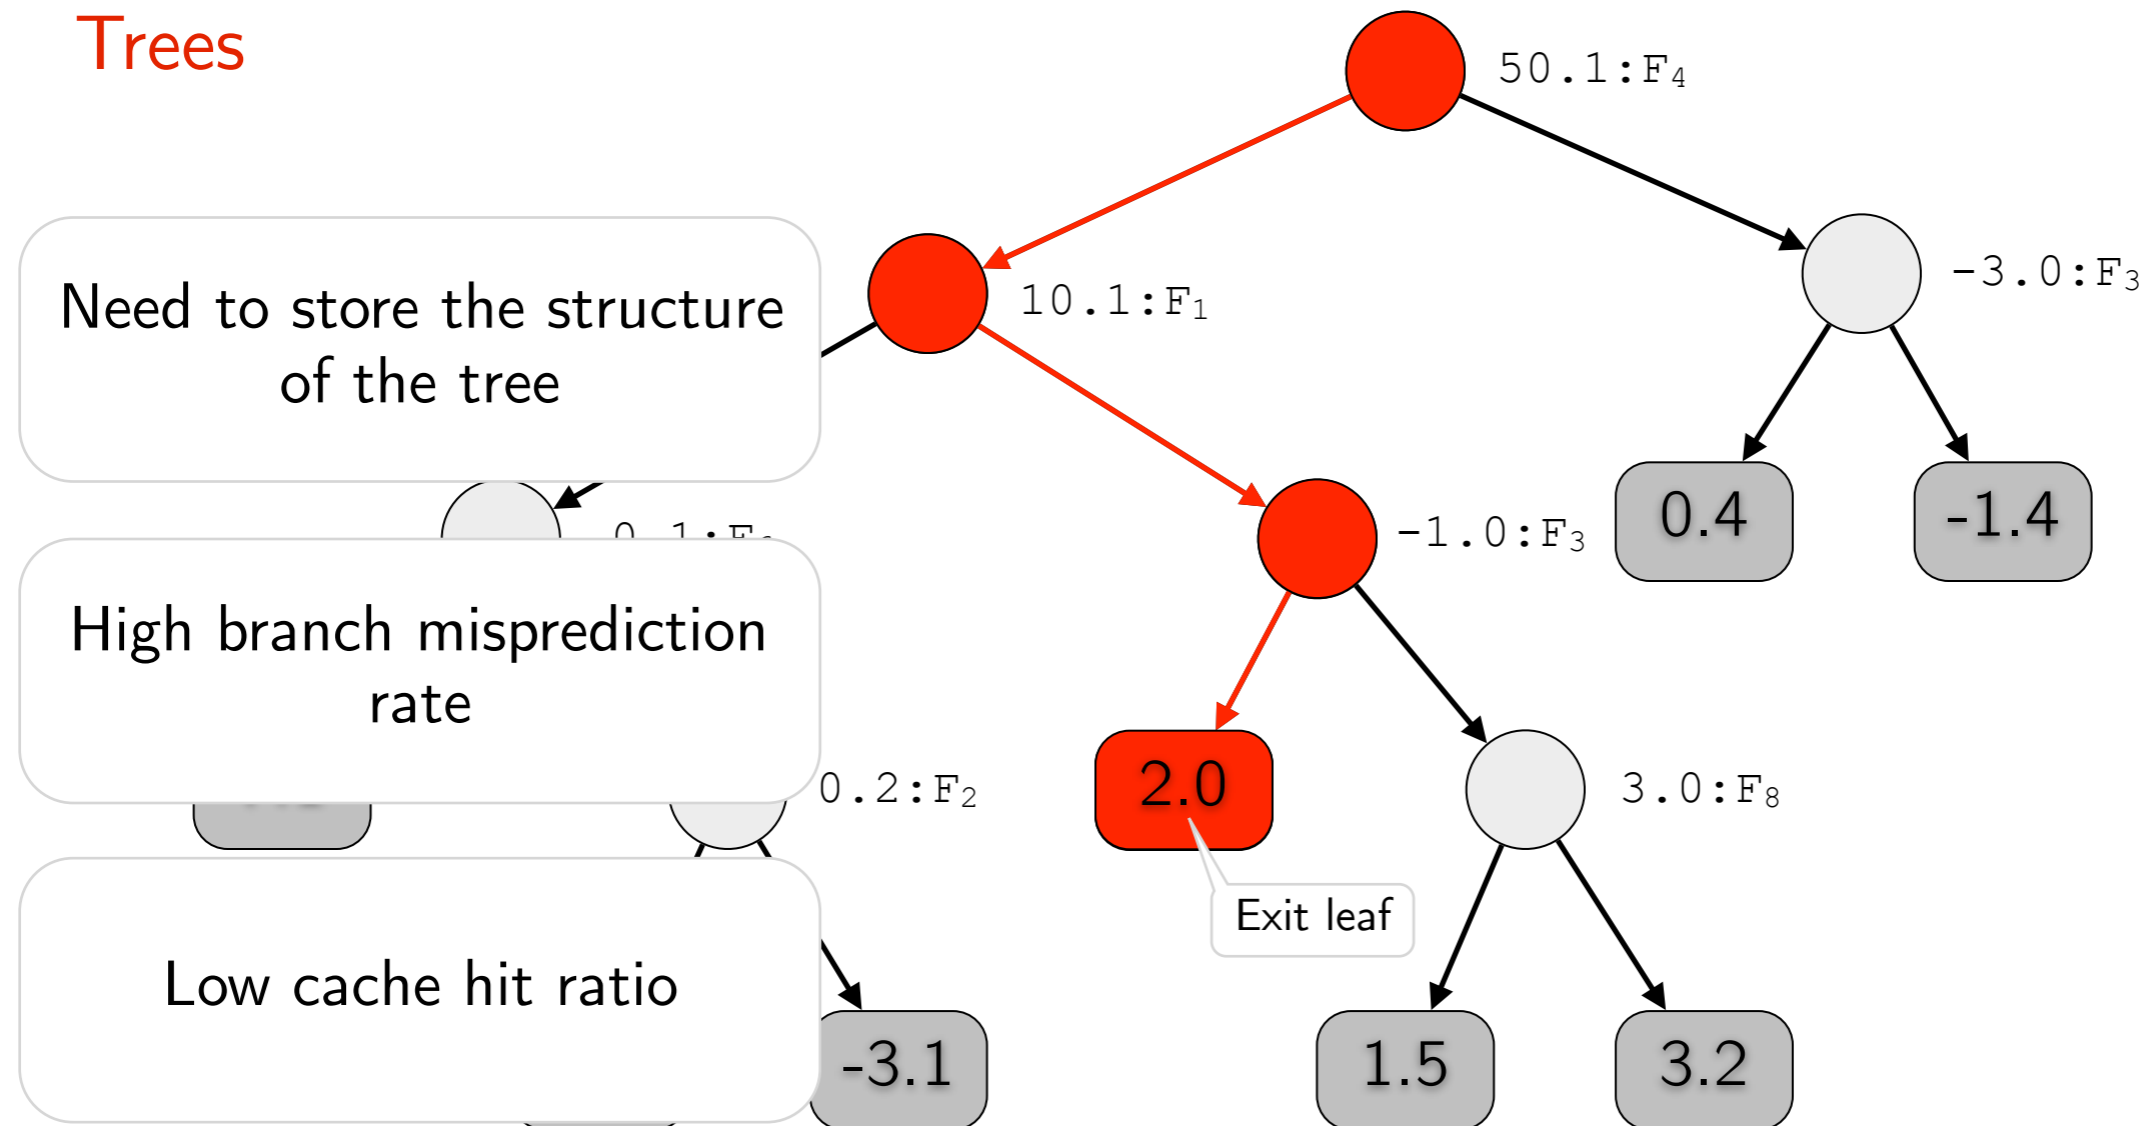 Trees
50.1:F₄
-3.0:F₃
10.1:F₁
Need to store the structure
of the tree
0.4
-1.4
-1.0:F₃
High branch misprediction
rate
2.0
0.2:F₂
3.0:F₈
Exit leaf
Low cache hit ratio
-3.1
1.5
3.2